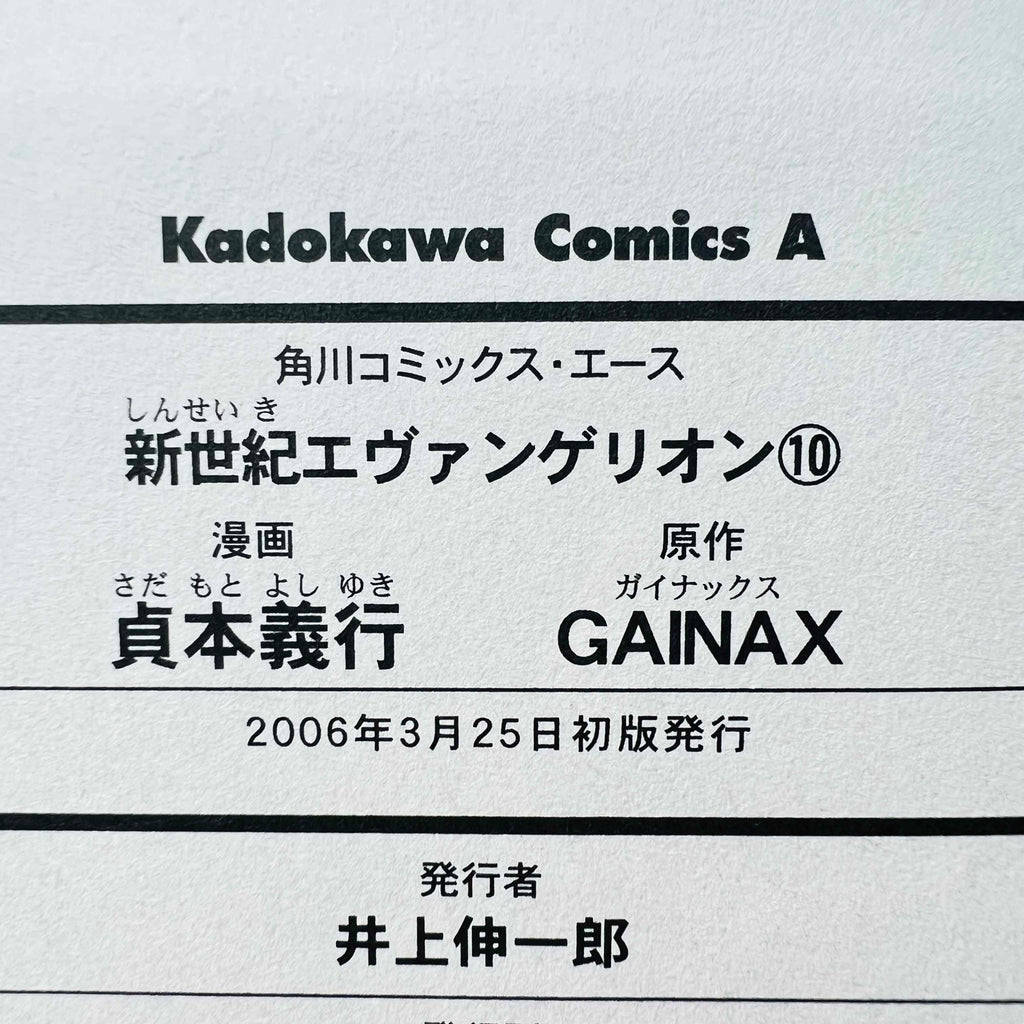 Kadokawa Comics A
角川コミックス・エース
しんせい き
新世紀エヴァンゲリオン⑩
漫画 原作
さだ もと よし ゆき ガイナックス
貞本義行 GAINAX
2006年3月25日初版発行
発行者
井上伸一郎